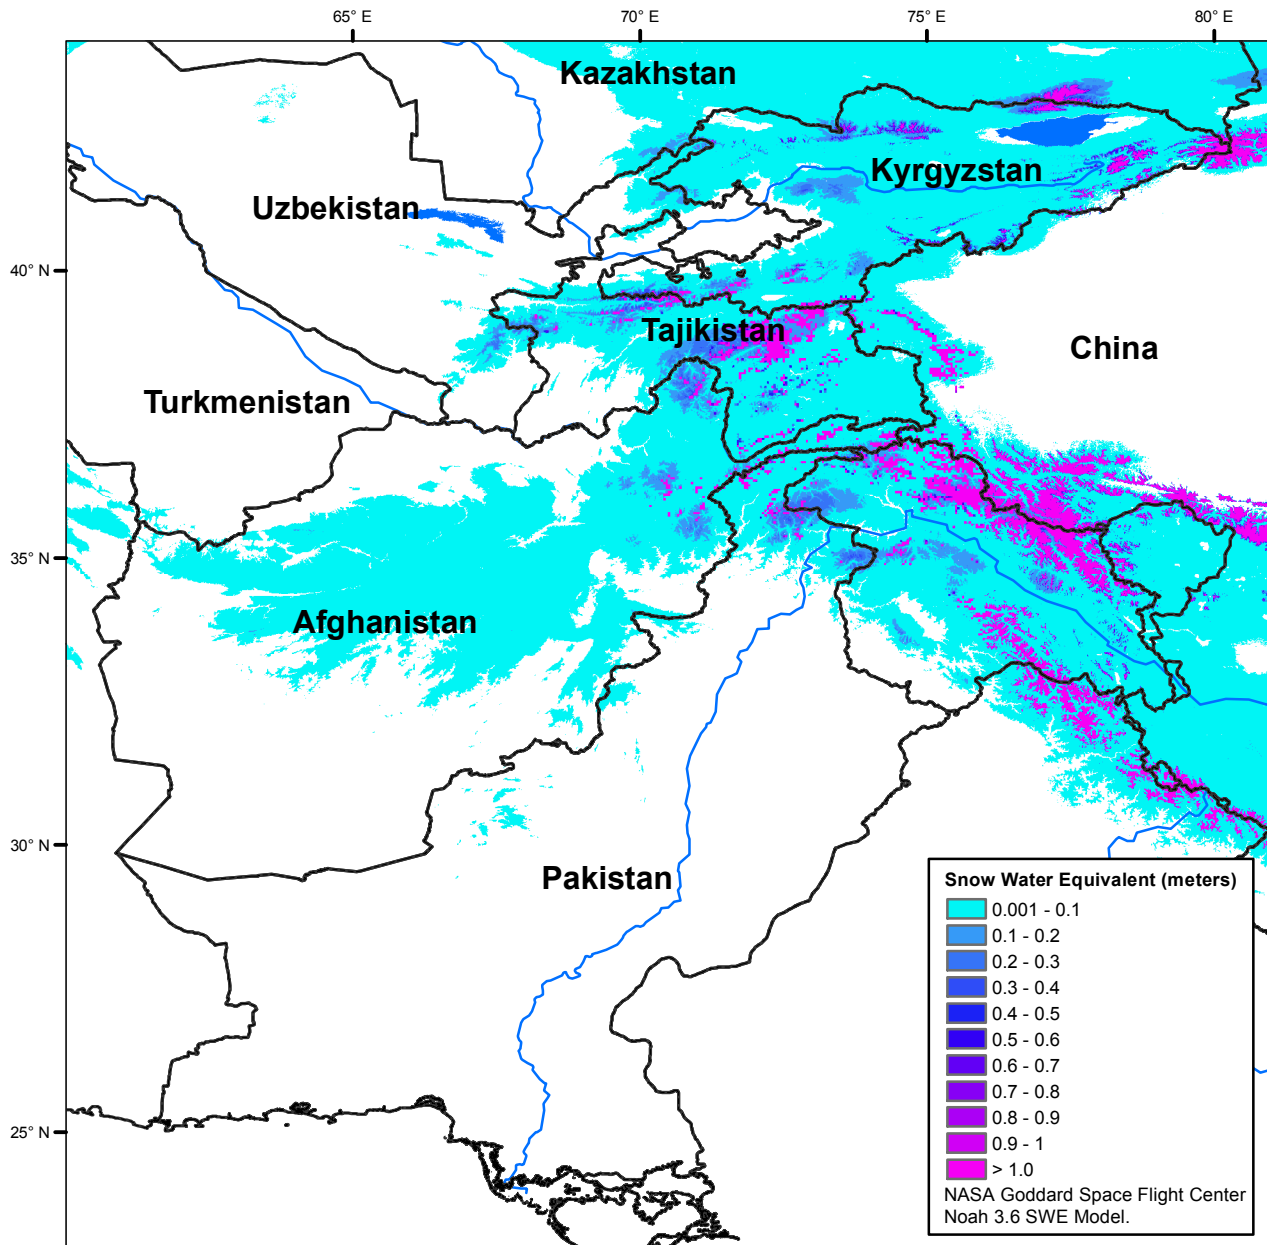 65° E
70° E
75° E
80° E
Kazakhstan
Kyrgyzstan
Uzbekistan
40° N
Tajikistan
China
Turkmenistan
35° N
Afghanistan
30° N
Pakistan
25° N
Snow Water Equivalent (meters)
0.001 - 0.1
0.1 - 0.2
0.2 - 0.3
0.3 - 0.4
0.4 - 0.5
0.5 - 0.6
0.6 - 0.7
0.7 - 0.8
0.8 - 0.9
0.9 - 1
> 1.0
NASA Goddard Space Flight Center
Noah 3.6 SWE Model.